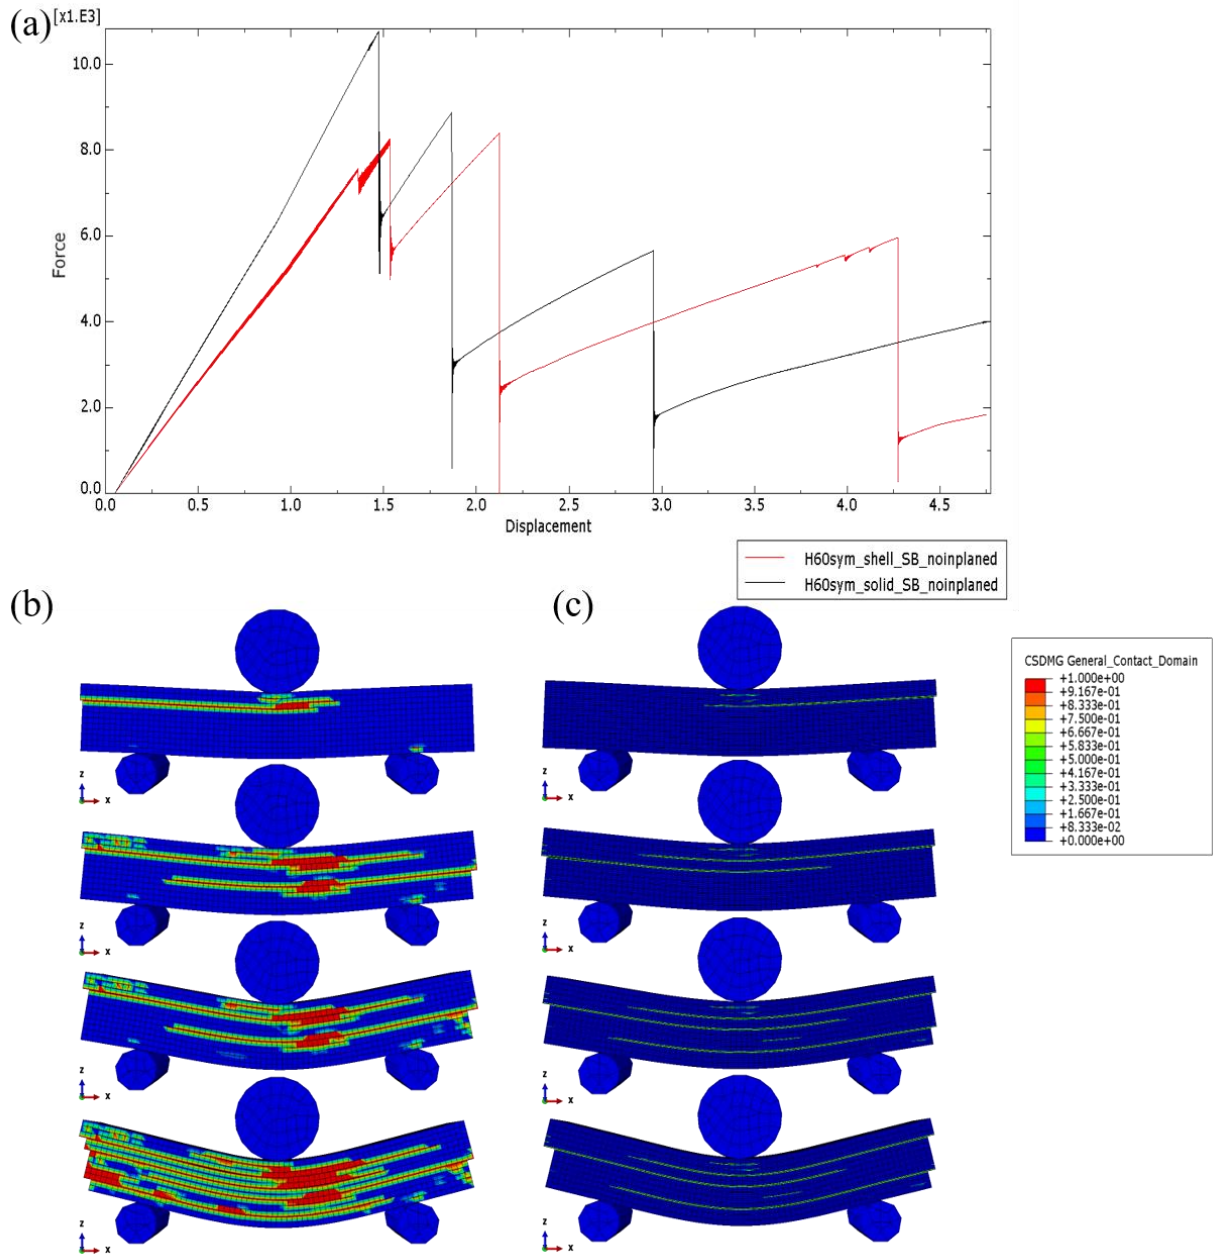 (a)
[x1.E3]
10.0
8.0
6.0
4.0
2.0
0.0
Force
0.0 0.5 1.0 1.5 2.0 2.5 3.0 3.5 4.0 4.5
Displacement
H60sym_shell_SB_noinplaned
H60sym_solid_SB_noinplaned
(b) (c)
CSDMG General_Contact_Domain
+1.000e+00
+9.167e-01
+8.333e-01
+7.500e-01
+6.667e-01
+5.833e-01
+5.000e-01
+4.167e-01
+3.333e-01
+2.500e-01
+1.667e-01
+8.333e-02
+0.000e+00
z z
x x
z z
x x
z z
x x
z z
x x